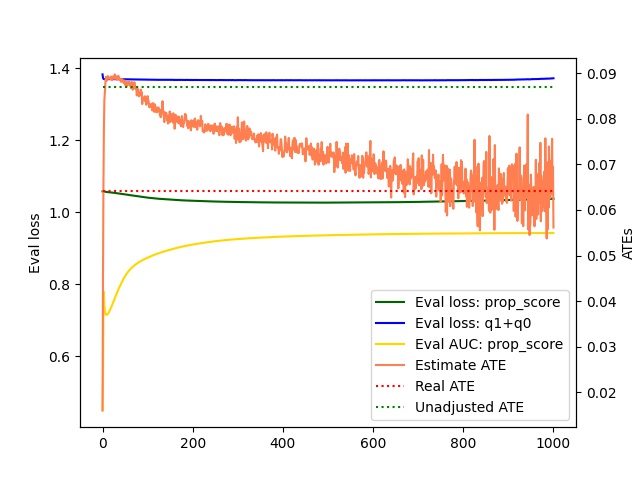 1.4
1.2
1.0
0.8
0.6
Eval loss
0.09
0.08
0.07
0.06
0.05
0.04
0.03
0.02
ATEs
Eval loss: prop_score
Eval loss: q1+q0
Eval AUC: prop_score
Estimate ATE
Real ATE
Unadjusted ATE
0 200 400 600 800 1000